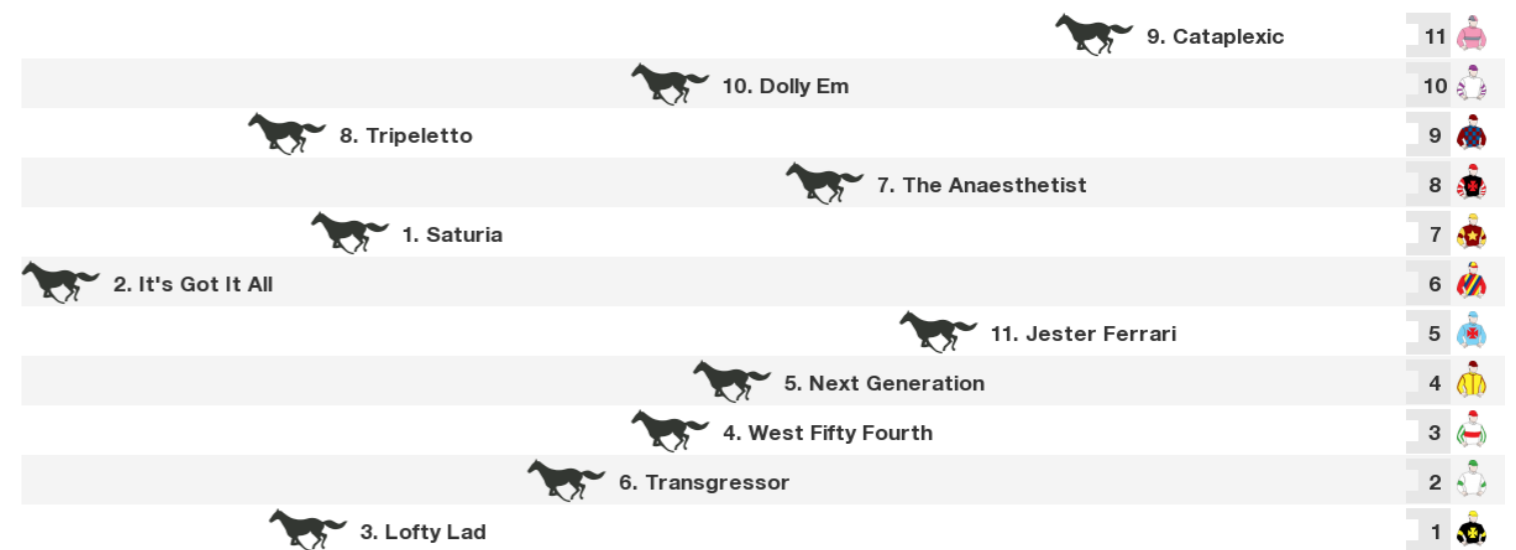 9. Cataplexic 11
10. Dolly Em 10
8. Tripeletto 9
7. The Anaesthetist 8
1. Saturia 7
2. It's Got It All 6
11. Jester Ferrari 5
5. Next Generation 4
4. West Fifty Fourth 3
6. Transgressor 2
3. Lofty Lad 1